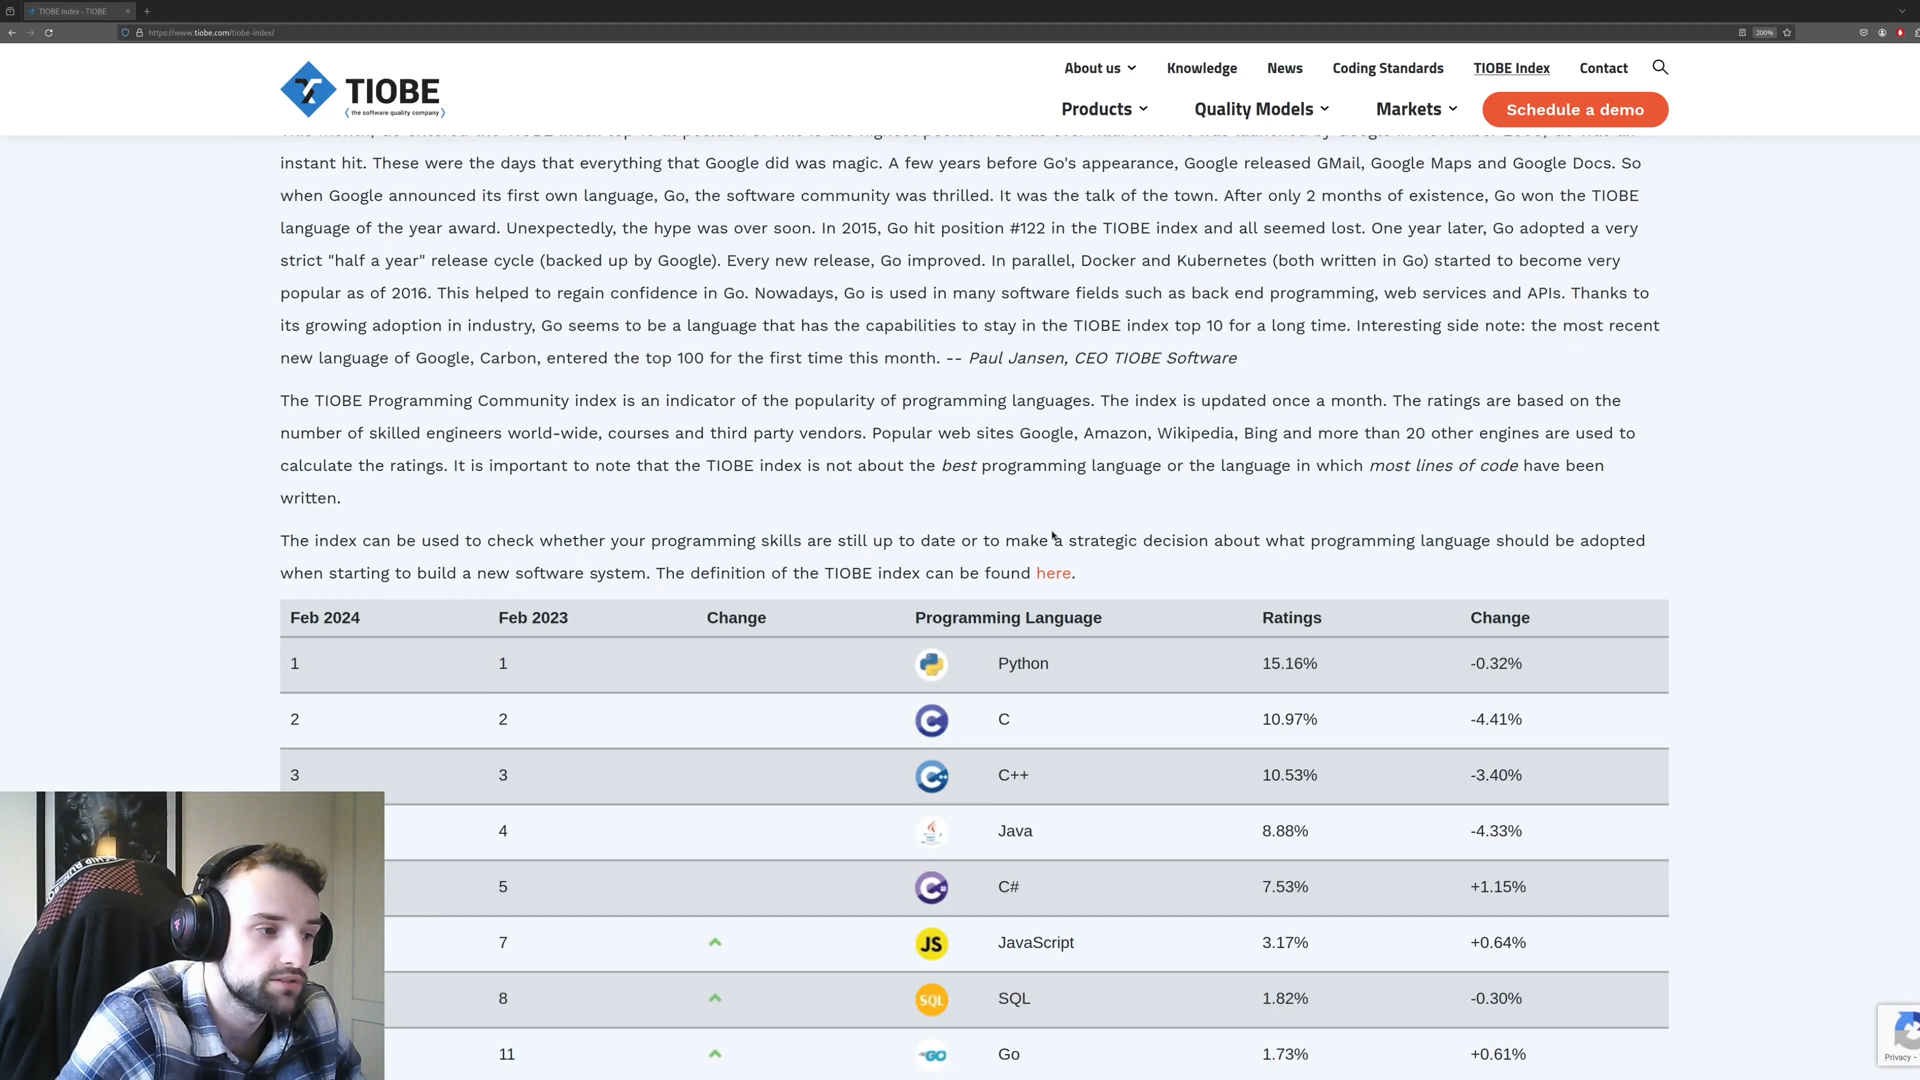 TIOBE Index - TIOBE
https://www.tiobe.com/tiobe-index/
200%
About us
Knowledge
News
Coding Standards
TIOBE Index
Contact
TIOBE
(the software quality company)
Products
Quality Models
Markets
Schedule a demo
instant hit. These were the days that everything that Google did was magic. A few years before Go's appearance, Google released GMail, Google Maps and Google Docs. So
when Google announced its first own language, Go, the software community was thrilled. It was the talk of the town. After only 2 months of existence, Go won the TIOBE
language of the year award. Unexpectedly, the hype was over soon. In 2015, Go hit position #122 in the TIOBE index and all seemed lost. One year later, Go adopted a very
strict "half a year" release cycle (backed up by Google). Every new release, Go improved. In parallel, Docker and Kubernetes (both written in Go) started to become very
popular as of 2016. This helped to regain confidence in Go. Nowadays, Go is used in many software fields such as back end programming, web services and APIs. Thanks to
its growing adoption in industry, Go seems to be a language that has the capabilities to stay in the TIOBE index top 10 for a long time. Interesting side note: the most recent
new language of Google, Carbon, entered the top 100 for the first time this month. -- Paul Jansen, CEO TIOBE Software
The TIOBE Programming Community index is an indicator of the popularity of programming languages. The index is updated once a month. The ratings are based on the
number of skilled engineers world-wide, courses and third party vendors. Popular web sites Google, Amazon, Wikipedia, Bing and more than 20 other engines are used to
calculate the ratings. It is important to note that the TIOBE index is not about the best programming language or the language in which most lines of code have been
written.
The index can be used to check whether your programming skills are still up to date or to make a strategic decision about what programming language should be adopted
when starting to build a new software system. The definition of the TIOBE index can be found here.
Feb 2024 Feb 2023 Change Programming Language Ratings Change
1 1 Python 15.16% -0.32%
2 2 C C 10.97% -4.41%
3 3 C++ 10.53% -3.40%
4 Java 8.88% -4.33%
5 C C# 7.53% +1.15%
7 JS JavaScript 3.17% +0.64%
8 SQL SQL 1.82% -0.30%
11 GO Go 1.73% +0.61%
Privacy -